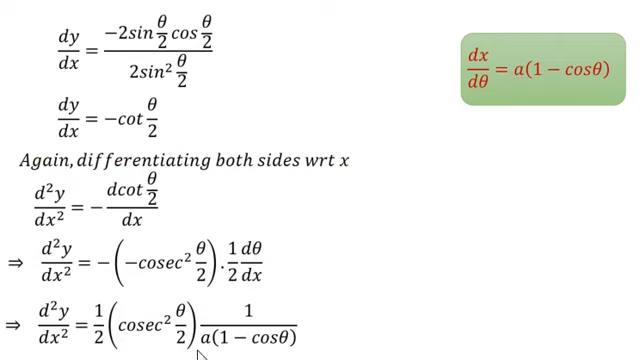 dy/dx = −2sin θ/2 cos θ/2 / 2sin² θ/2
dx/dθ = a(1 − cosθ)
dy/dx = −cot θ/2
Again, differentiating both sides wrt x
d²y/dx² = − dcot θ/2 / dx
⇒ d²y/dx² = −(−cosec² θ/2) . 1/2 dθ/dx
⇒ d²y/dx² = 1/2 (cosec² θ/2) 1/a(1 − cosθ)